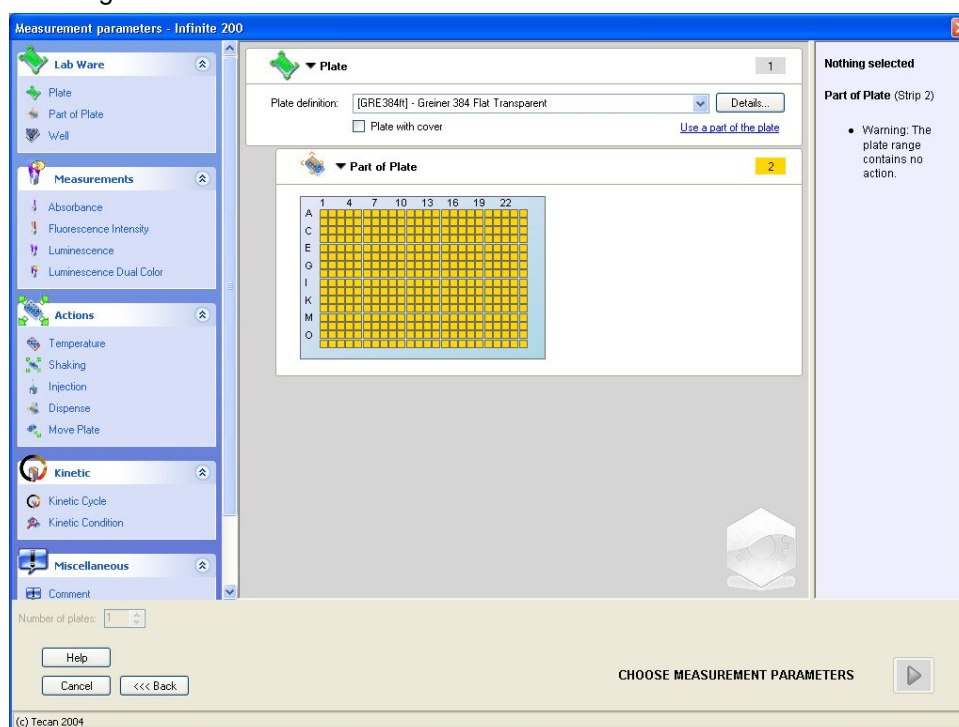 Measurement parameters - Infinite 200
Lab Ware
Plate
Part of Plate
Well
Measurements
Absorbance
Fluorescence Intensity
Luminescence
Luminescence Dual Color
Actions
Temperature
Shaking
Injection
Dispense
Move Plate
Kinetic
Kinetic Cycle
Kinetic Condition
Miscellaneous
Comment
Plate 1
Plate definition: [GRE384ft] - Greiner 384 Flat Transparent Details...
Plate with cover Use a part of the plate
Part of Plate 2
1 4 7 10 13 16 19 22
A
C
E
G
I
K
M
O
Nothing selected
Part of Plate (Strip 2)
• Warning: The
plate range
contains no
action.
Number of plates: 1
Help
Cancel <<< Back
CHOOSE MEASUREMENT PARAMETERS
(c) Tecan 2004